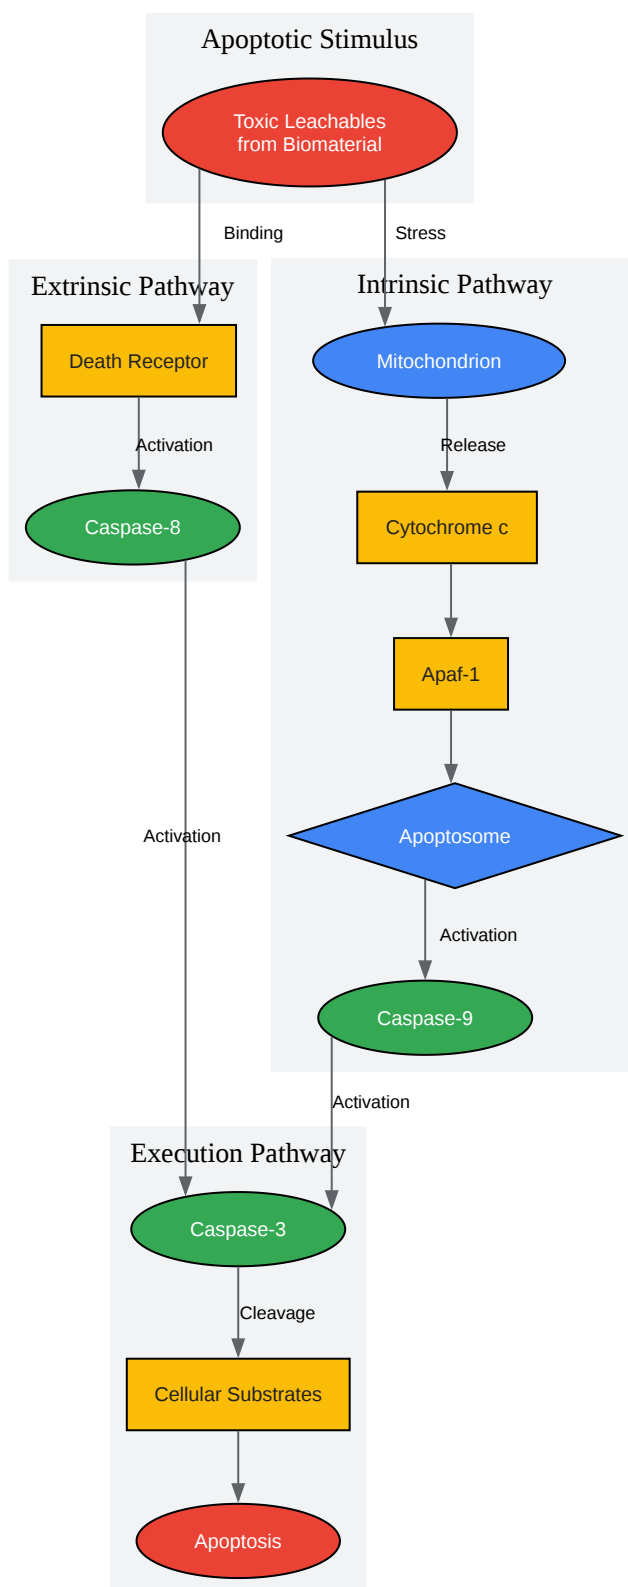 Apoptotic Stimulus
Toxic Leachables
from Biomaterial
Binding
Stress
Extrinsic Pathway
Intrinsic Pathway
Death Receptor
Mitochondrion
Activation
Release
Caspase-8
Cytochrome c
Apaf-1
Activation
Apoptosome
Activation
Caspase-9
Activation
Execution Pathway
Caspase-3
Cleavage
Cellular Substrates
Apoptosis